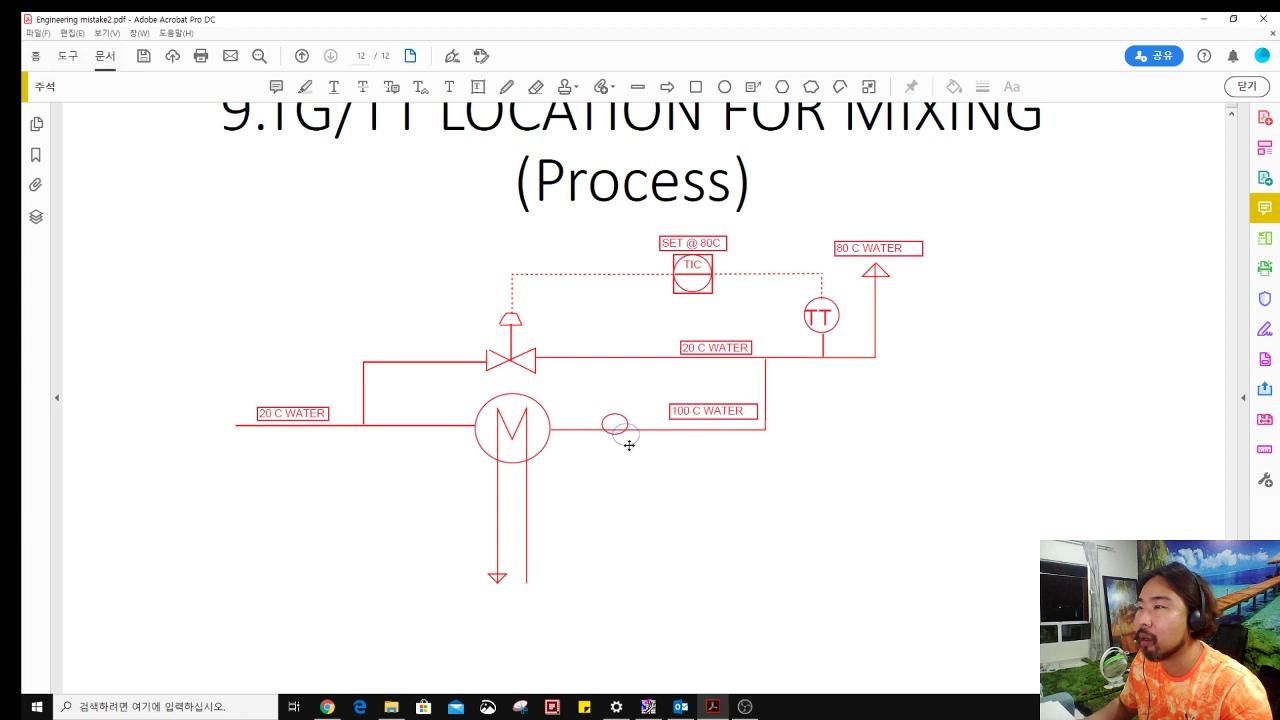 Engineering mistake2.pdf - Adobe Acrobat Pro DC
파일(F) 편집(E) 보기(V) 창(W) 도움말(H)
홈 도구 문서 12 / 12 공유
주석 Aa 닫기
9.TG/TT LOCATION FOR MIXING
(Process)
SET @ 80C
80 C WATER
TIC
TT
20 C WATER
20 C WATER
100 C WATER
검색하려면 여기에 입력하십시오.